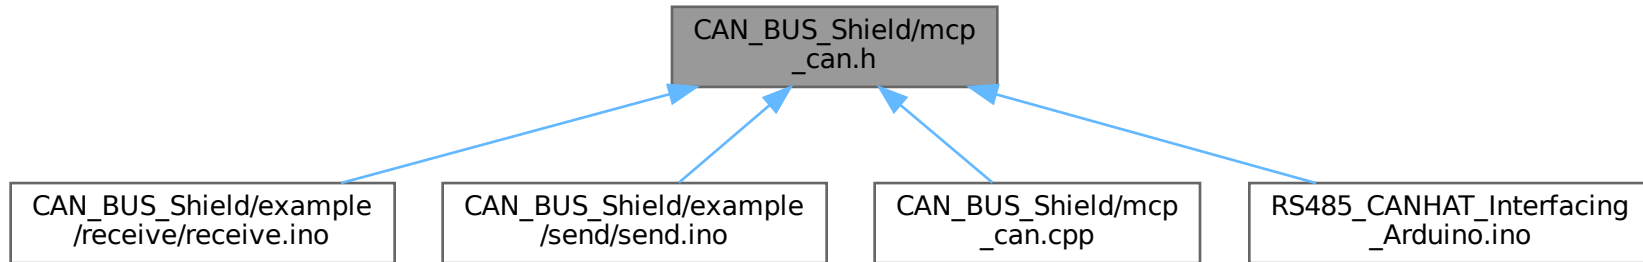 CAN_BUS_Shield/mcp
_can.h
CAN_BUS_Shield/example
/receive/receive.ino
CAN_BUS_Shield/example
/send/send.ino
CAN_BUS_Shield/mcp
_can.cpp
RS485_CANHAT_Interfacing
_Arduino.ino